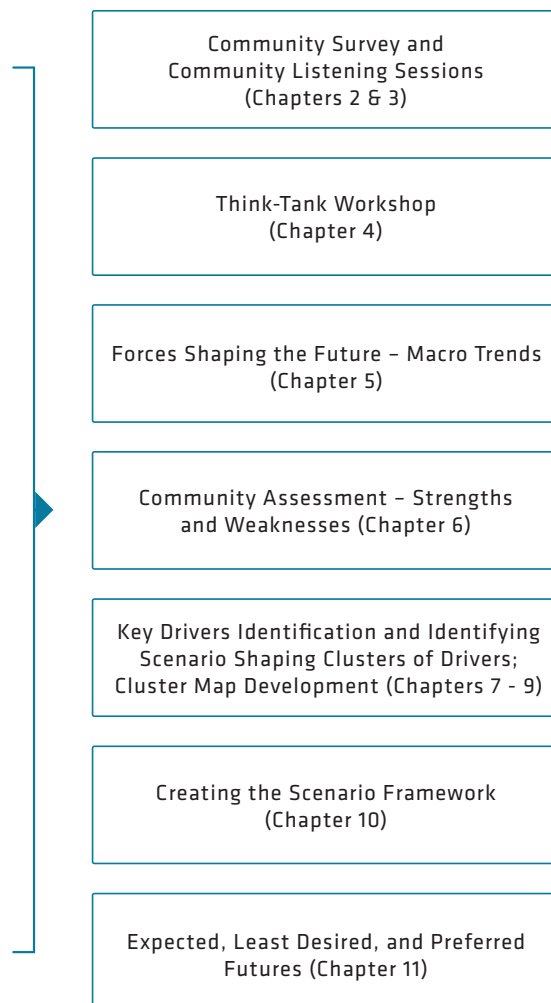 Community Survey and
Community Listening Sessions
(Chapters 2 & 3)
Think-Tank Workshop
(Chapter 4)
Forces Shaping the Future – Macro Trends
(Chapter 5)
Community Assessment – Strengths
and Weaknesses (Chapter 6)
Key Drivers Identification and Identifying
Scenario Shaping Clusters of Drivers;
Cluster Map Development (Chapters 7 - 9)
Creating the Scenario Framework
(Chapter 10)
Expected, Least Desired, and Preferred
Futures (Chapter 11)